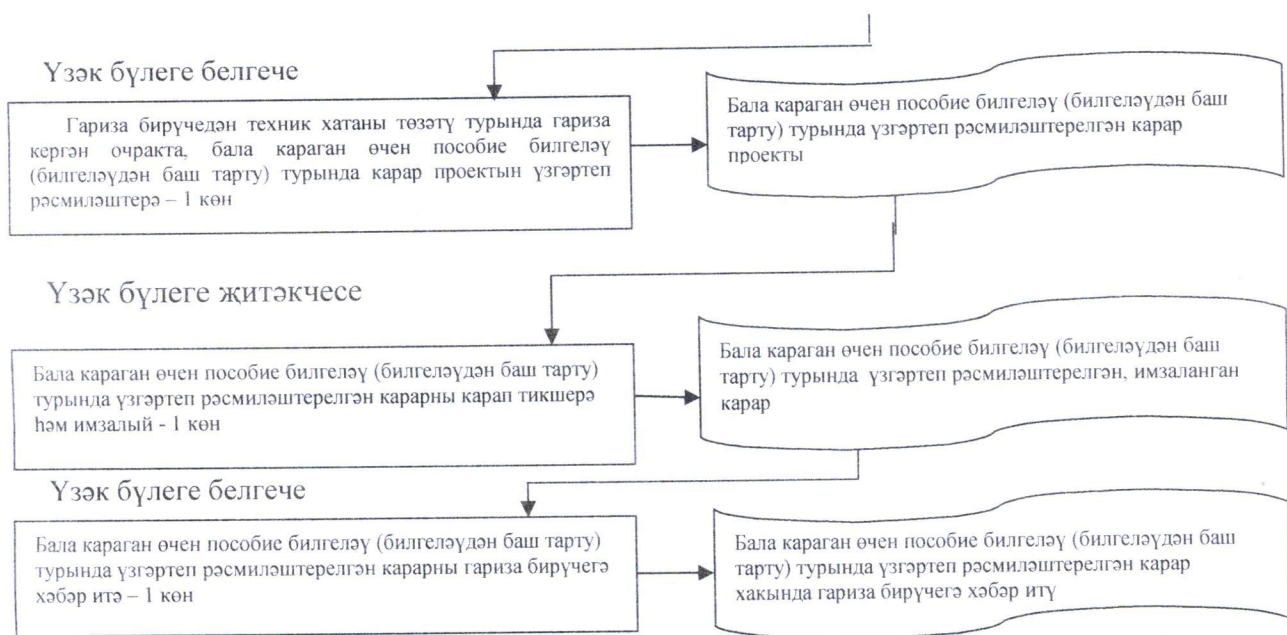 Үзәк бүлеге белгече
Гариза бирүчедән техник хатаны төзәтү турында гариза
кергән очракта, бала караган өчен пособие билгеләү
(билгеләүдән баш тарту) турында карар проектын үзгәртеп
рәсмиләштерә – 1 көн
Бала караган өчен пособие билгеләү (билгеләүдән баш
тарту) турында үзгәртеп рәсмиләштерелгән карар
проекты
Үзәк бүлеге җитәкчесе
Бала караган өчен пособие билгеләү (билгеләүдән баш тарту)
турында үзгәртеп рәсмиләштерелгән карарны карап тикшерә
һәм имзалый - 1 көн
Бала караган өчен пособие билгеләү (билгеләүдән баш
тарту) турында үзгәртеп рәсмиләштерелгән, имзаланган
карар
Үзәк бүлеге белгече
Бала караган өчен пособие билгеләү (билгеләүдән баш тарту)
турында үзгәртеп рәсмиләштерелгән карарны гариза бирүчегә
хәбәр итә – 1 көн
Бала караган өчен пособие билгеләү (билгеләүдән баш
тарту) турында үзгәртеп рәсмиләштерелгән карар
хакында гариза бирүчегә хәбәр итү